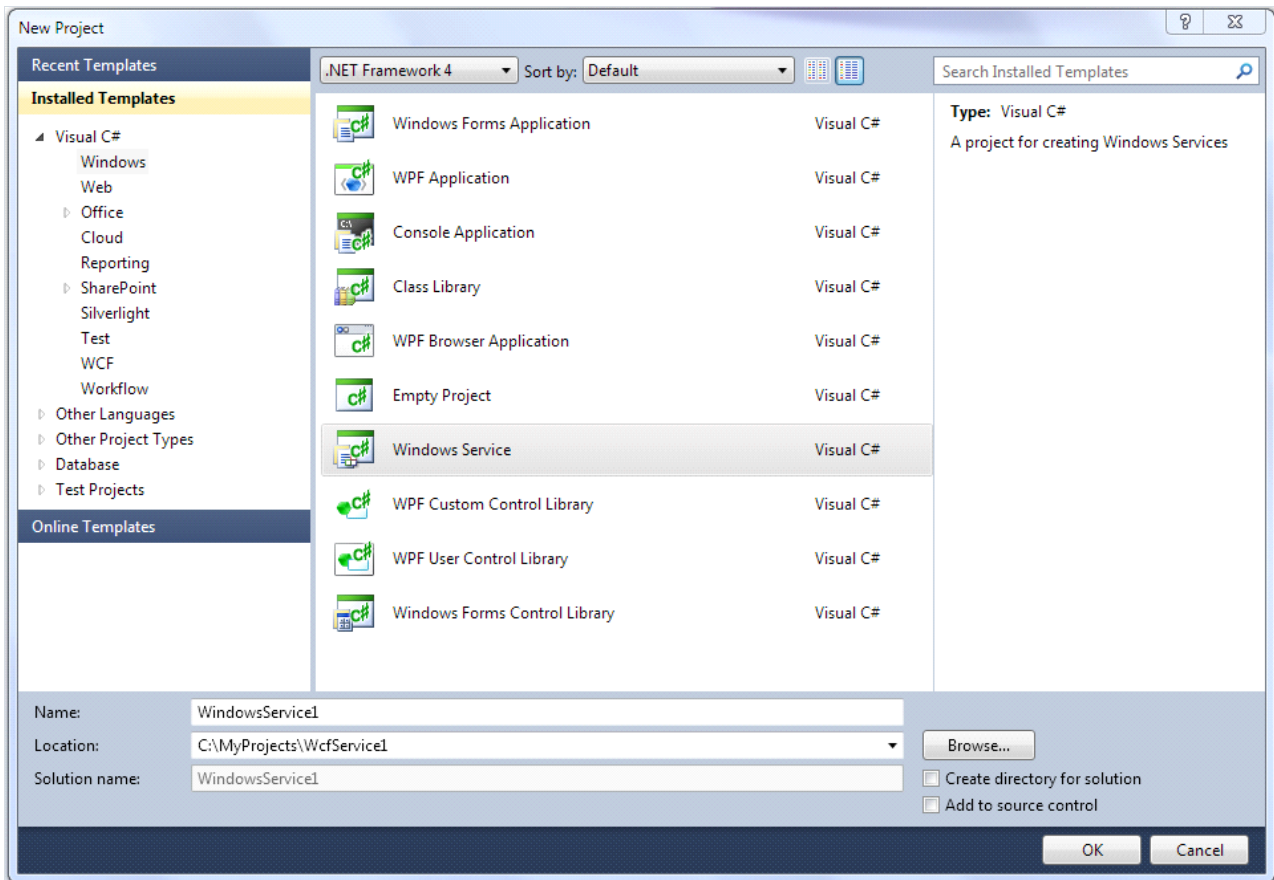 New Project
Recent Templates
Installed Templates
Visual C#
Windows
Web
Office
Cloud
Reporting
SharePoint
Silverlight
Test
WCF
Workflow
Other Languages
Other Project Types
Database
Test Projects
Online Templates
.NET Framework 4 Sort by: Default
Windows Forms Application Visual C#
WPF Application Visual C#
Console Application Visual C#
Class Library Visual C#
WPF Browser Application Visual C#
Empty Project Visual C#
Windows Service Visual C#
WPF Custom Control Library Visual C#
WPF User Control Library Visual C#
Windows Forms Control Library Visual C#
Search Installed Templates
Type: Visual C#
A project for creating Windows Services
Name: WindowsService1
Location: C:\MyProjects\WcfService1 Browse...
Solution name: WindowsService1
Create directory for solution
Add to source control
OK Cancel